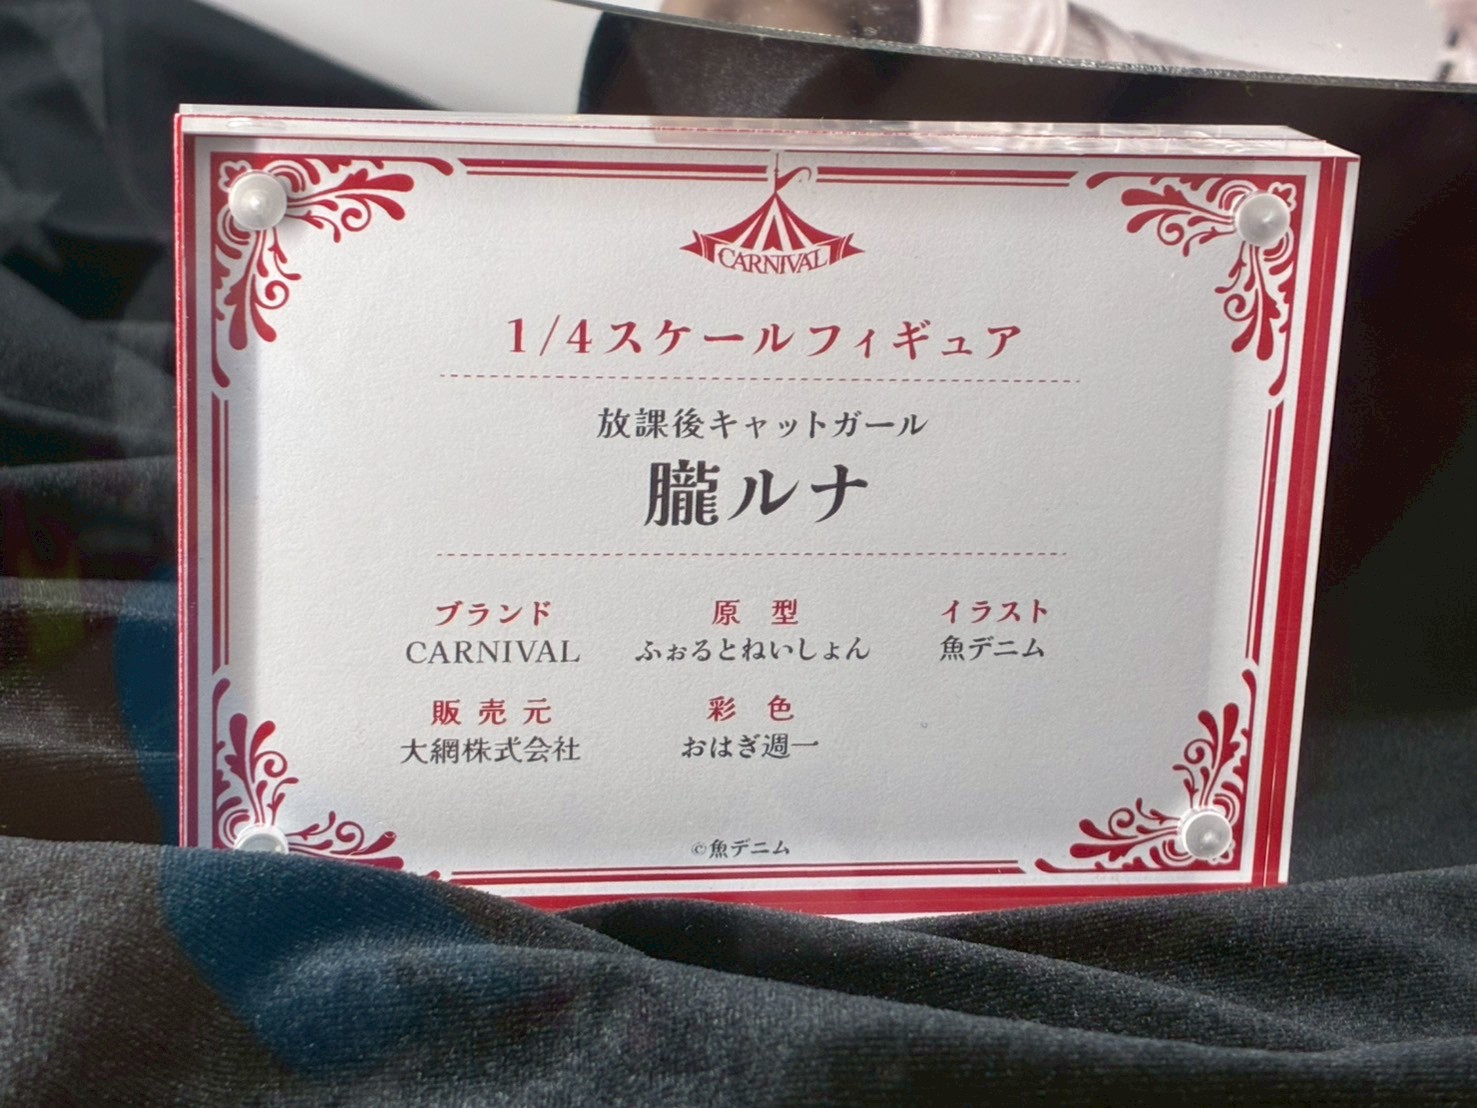 CARNIVAL
1/4スケールフィギュア
放課後キャットガール
朧ルナ
ブランド 原型 イラスト
CARNIVAL ふぉるとねいしょん 魚デニム
販売元 彩色
大網株式会社 おはぎ週一
©魚デニム